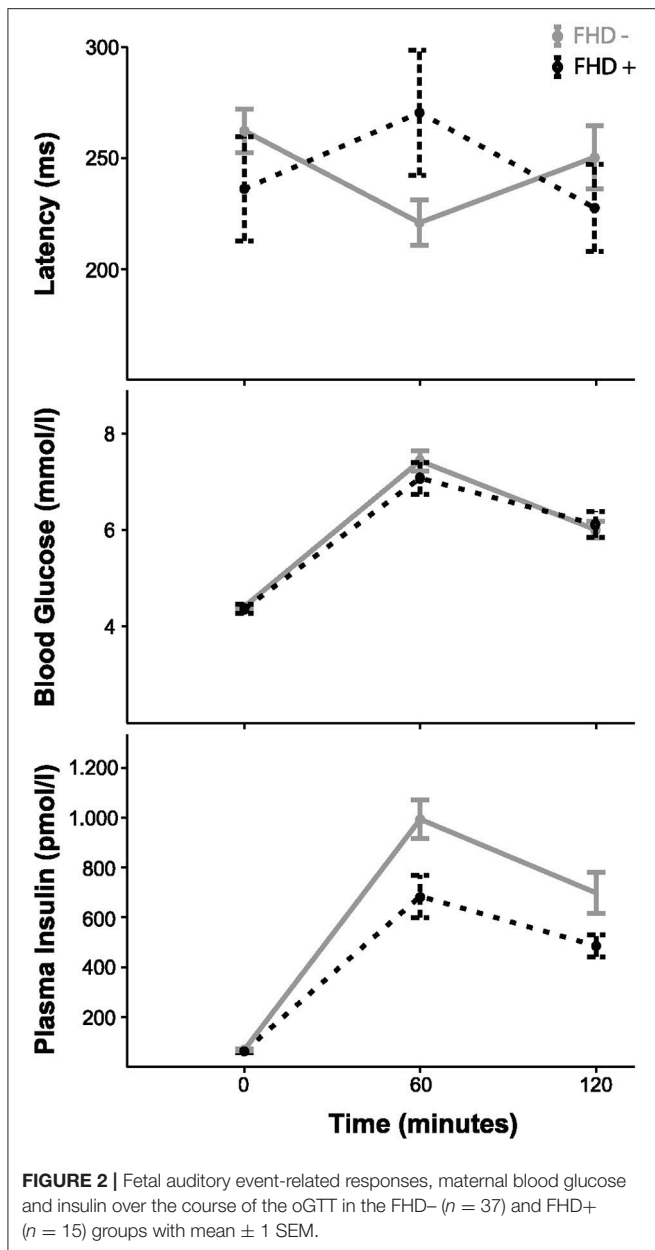 FHD -
FHD +
300
250
200
Latency (ms)
8
6
4
Blood Glucose (mmol/l)
1.200
1.000
800
600
400
200
Plasma Insulin (pmol/l)
0 60 120
Time (minutes)
FIGURE 2 | Fetal auditory event-related responses, maternal blood glucose
and insulin over the course of the oGTT in the FHD– (n = 37) and FHD+
(n = 15) groups with mean ± 1 SEM.